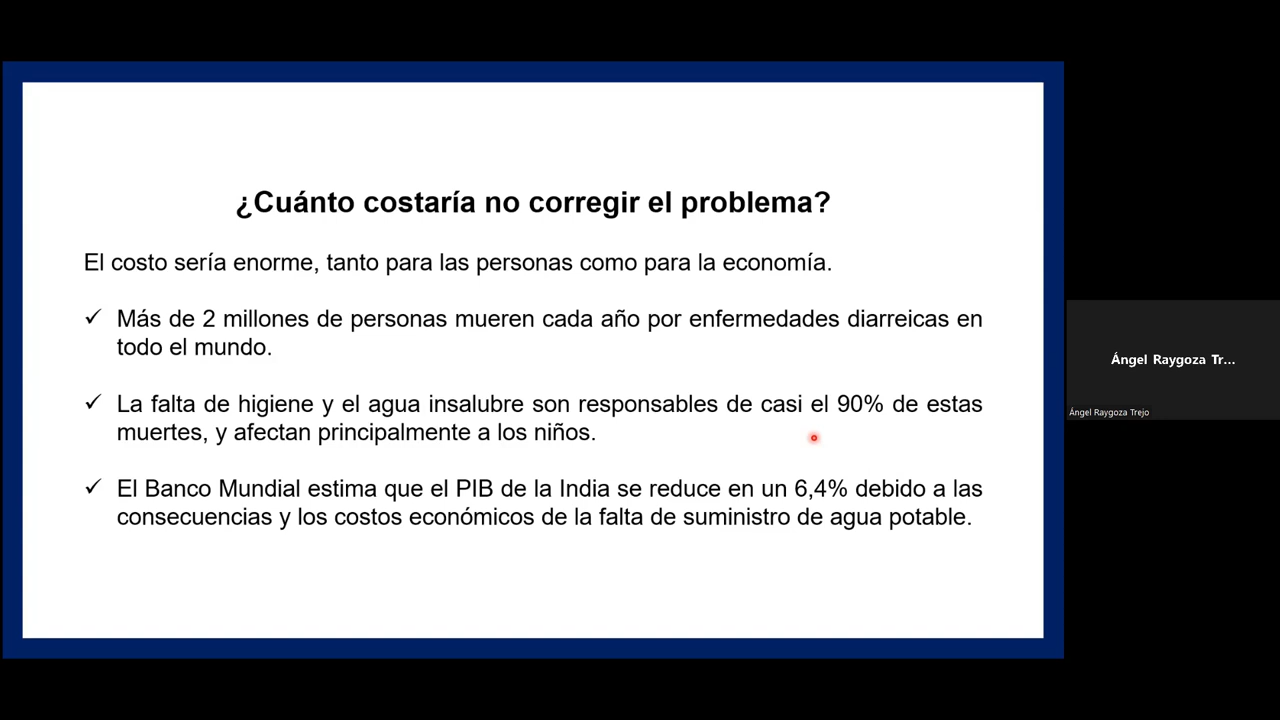 ¿Cuánto costaría no corregir el problema?
El costo sería enorme, tanto para las personas como para la economía.
✓ Más de 2 millones de personas mueren cada año por enfermedades diarreicas en
todo el mundo.
✓ La falta de higiene y el agua insalubre son responsables de casi el 90% de estas
muertes, y afectan principalmente a los niños.
✓ El Banco Mundial estima que el PIB de la India se reduce en un 6,4% debido a las
consecuencias y los costos económicos de la falta de suministro de agua potable.
Ángel Raygoza Tr...
Ángel Raygoza Trejo